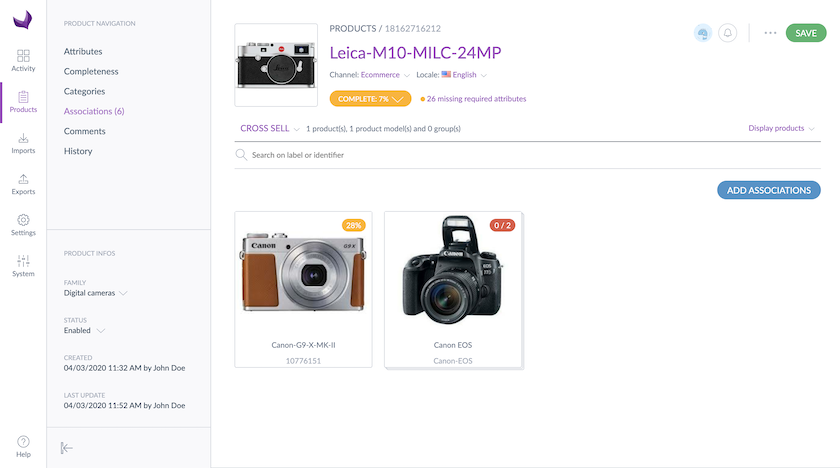 Activity
Products
Imports
Exports
Settings
System
Help
PRODUCT NAVIGATION
Attributes
Completeness
Categories
Associations (6)
Comments
History
PRODUCT INFOS
FAMILY
Digital cameras
STATUS
Enabled
CREATED
04/03/2020 11:32 AM by John Doe
LAST UPDATE
04/03/2020 11:52 AM by John Doe
PRODUCTS / 18162716212
SAVE
Leica-M10-MILC-24MP
Channel: Ecommerce Locale: English
COMPLETE: 7% 26 missing required attributes
CROSS SELL 1 product(s), 1 product model(s) and 0 group(s) Display products
Search on label or identifier
ADD ASSOCIATIONS
28%
Canon G9X
Canon-G9-X-MK-II
10776151
0 / 2
Canon
EOS
Canon EOS
Canon-EOS